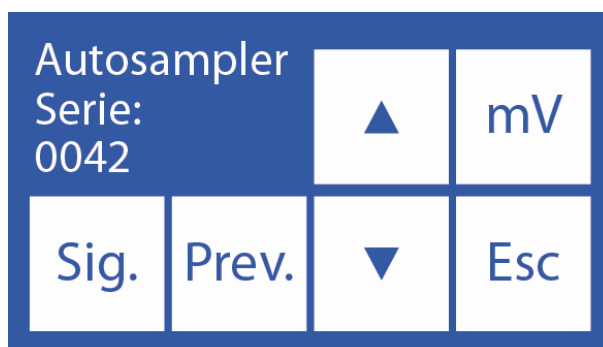 Autosampler
Serie:
0042
▲
mV
Sig.
Prev.
▼
Esc